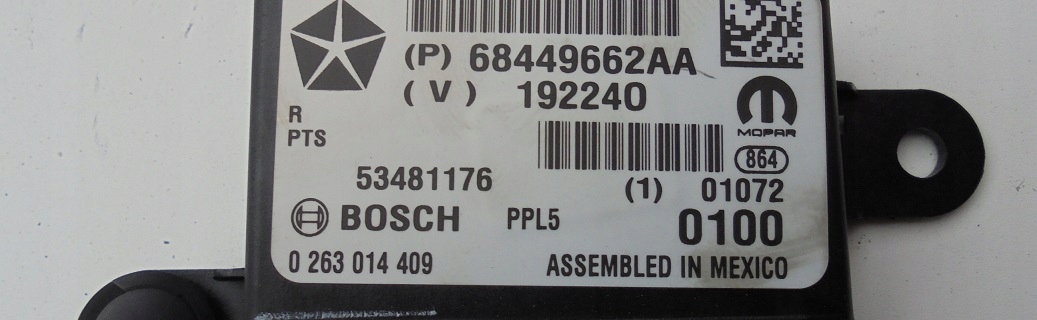 (P) 68449662AA
(V) 192240
R
PTS
MOPAR
864
53481176
(1) 01072
BOSCH PPL5 0100
0 263 014 409
ASSEMBLED IN MEXICO